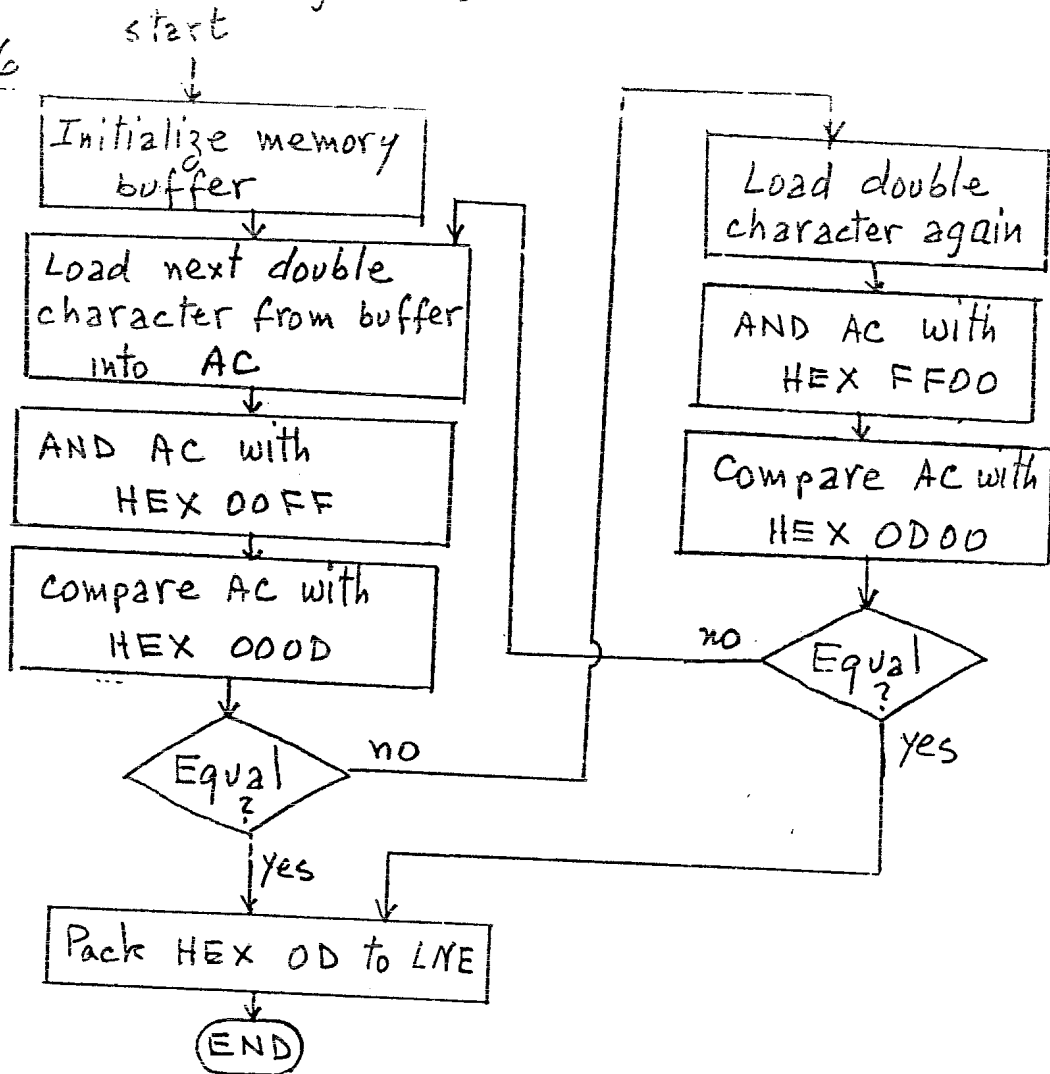 start
6
Initialize memory
buffer
Load next double
character from buffer
into AC
AND AC with
HEX 00FF
Compare AC with
HEX 000D
Equal
?
no
yes
Load double
character again
AND AC with
HEX FF00
Compare AC with
HEX 0D00
Equal
?
no
yes
Pack HEX 0D to LNE
END